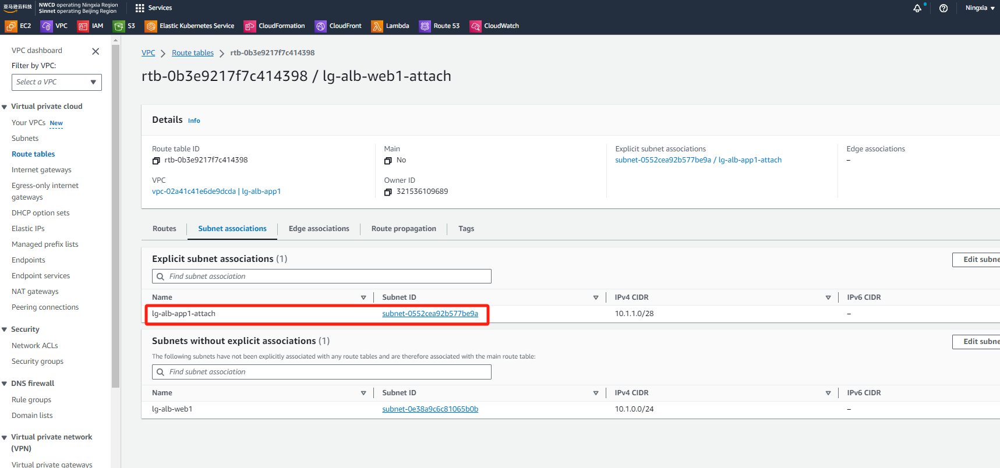 亚马逊云科技
NWCD operating Ningxia Region
Sinnet operating Beijing Region
Services
Ningxia
EC2
VPC
IAM
S3
Elastic Kubernetes Service
CloudFormation
CloudFront
Lambda
Route 53
CloudWatch
VPC dashboard
Filter by VPC:
Select a VPC
Virtual private cloud
Your VPCs New
Subnets
Route tables
Internet gateways
Egress-only internet
gateways
DHCP option sets
Elastic IPs
Managed prefix lists
Endpoints
Endpoint services
NAT gateways
Peering connections
Security
Network ACLs
Security groups
DNS firewall
Rule groups
Domain lists
Virtual private network
(VPN)
Virtual private gateways
VPC > Route tables > rtb-0b3e9217f7c414398
rtb-0b3e9217f7c414398 / lg-alb-web1-attach
Details Info
Route table ID
rtb-0b3e9217f7c414398
VPC
vpc-02a41c41e6de9dcda | lg-alb-app1
Main
No
Owner ID
321536109689
Explicit subnet associations
subnet-0552cea92b577be9a / lg-alb-app1-attach
Edge associations
–
Routes
Subnet associations
Edge associations
Route propagation
Tags
Explicit subnet associations (1)
Edit subne
Find subnet association
Name Subnet ID IPv4 CIDR IPv6 CIDR
lg-alb-app1-attach subnet-0552cea92b577be9a 10.1.1.0/28 –
Subnets without explicit associations (1)
Edit subne
The following subnets have not been explicitly associated with any route tables and are therefore associated with the main route table:
Find subnet association
Name Subnet ID IPv4 CIDR IPv6 CIDR
lg-alb-web1 subnet-0e38a9c6c81065b0b 10.1.0.0/24 –